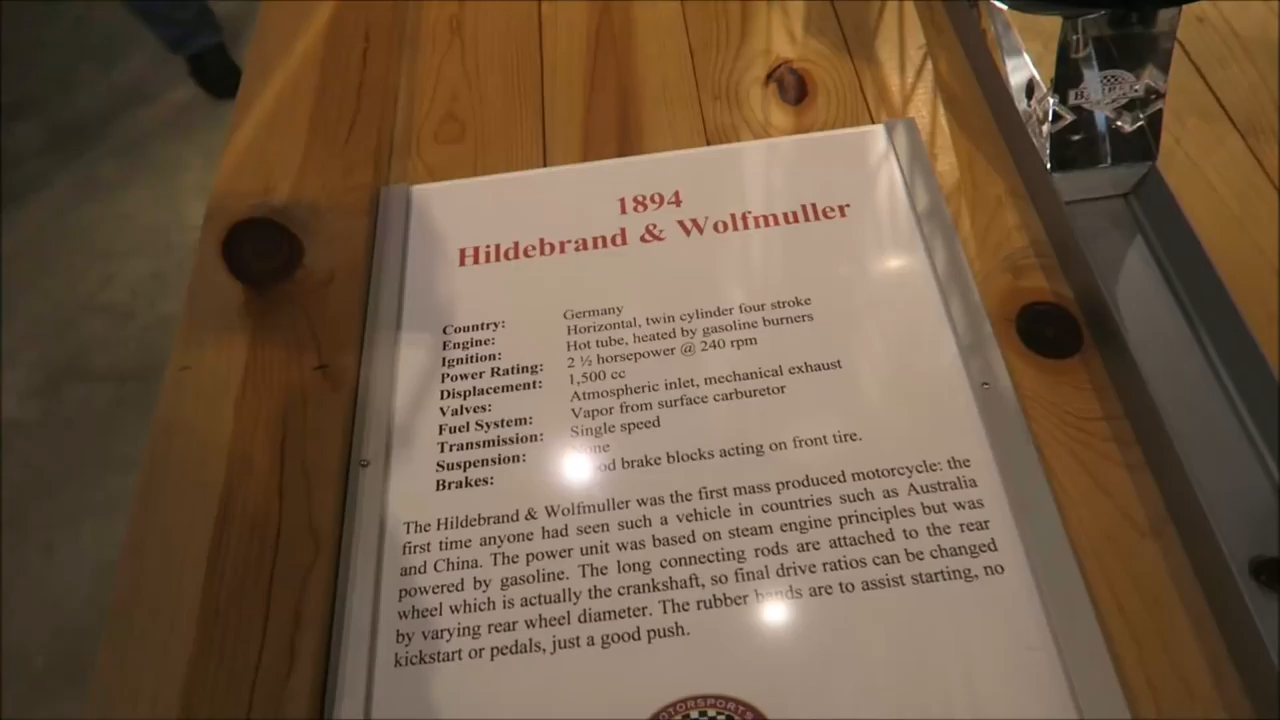 1894
Hildebrand & Wolfmuller
Country: Germany
Engine: Horizontal, twin cylinder four stroke
Ignition: Hot tube, heated by gasoline burners
Power Rating: 2 ½ horsepower @ 240 rpm
Displacement: 1,500 cc
Valves: Atmospheric inlet, mechanical exhaust
Fuel System: Vapor from surface carburetor
Transmission: Single speed
Suspension: None
Brakes: brake blocks acting on front tire.
The Hildebrand & Wolfmuller was the first mass produced motorcycle: the
first time anyone had seen such a vehicle in countries such as Australia
and China. The power unit was based on steam engine principles but was
powered by gasoline. The long connecting rods are attached to the rear
wheel which is actually the crankshaft, so final drive ratios can be changed
by varying rear wheel diameter. The rubber bands are to assist starting, no
kickstart or pedals, just a good push.